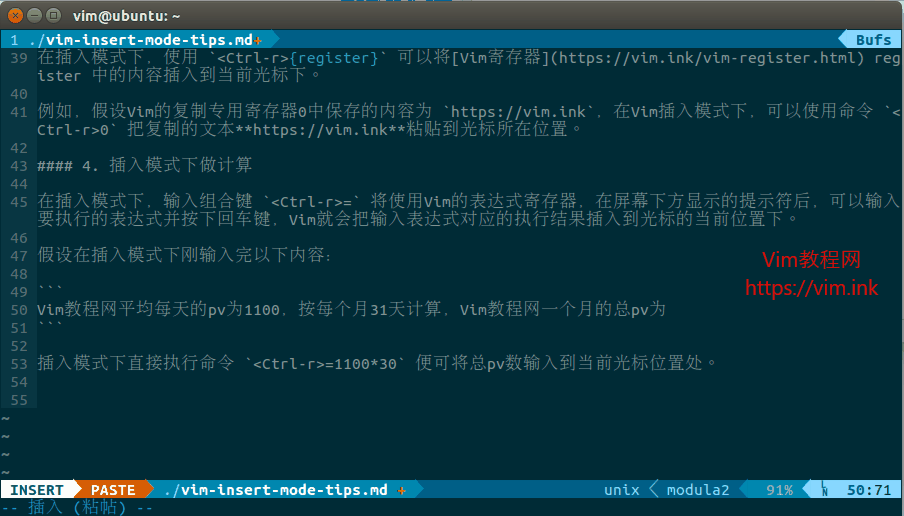 vim@ubuntu: ~
1 ./vim-insert-mode-tips.md+ Bufs
39 在插入模式下，使用 `<Ctrl-r>{register}` 可以将[Vim寄存器](https://vim.ink/vim-register.html) reg
ister 中的内容插入到当前光标下。
40
41 例如，假设Vim的复制专用寄存器0中保存的内容为 `https://vim.ink`，在Vim插入模式下，可以使用命令 `<
Ctrl-r>0` 把复制的文本**https://vim.ink**粘贴到光标所在位置。
42
43 #### 4. 插入模式下做计算
44
45 在插入模式下，输入组合键 `<Ctrl-r>=` 将使用Vim的表达式寄存器，在屏幕下方显示的提示符后，可以输入
要执行的表达式并按下回车键，Vim就会把输入表达式对应的执行结果插入到光标的当前位置下。
46
47 假设在插入模式下刚输入完以下内容：
48
49 ```
50 Vim教程网平均每天的pv为1100，按每个月31天计算，Vim教程网一个月的总pv为
51 ```
52
53 插入模式下直接执行命令 `<Ctrl-r>=1100*30` 便可将总pv数输入到当前光标位置处。
54
55
~
~
~
~
Vim教程网
https://vim.ink
INSERT PASTE ./vim-insert-mode-tips.md + unix modula2 91% LN 50:71
-- 插入 (粘帖) --